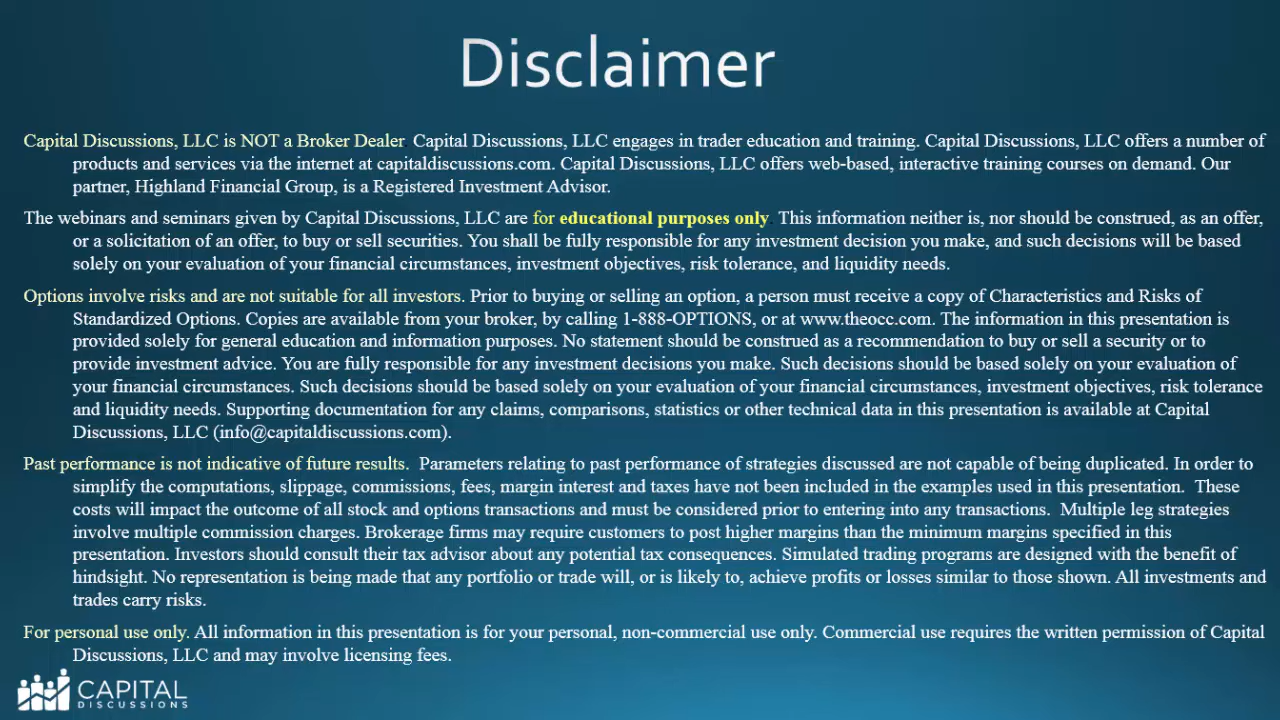 Disclaimer
Capital Discussions, LLC is NOT a Broker Dealer. Capital Discussions, LLC engages in trader education and training. Capital Discussions, LLC offers a number of
products and services via the internet at capitaldiscussions.com. Capital Discussions, LLC offers web-based, interactive training courses on demand. Our
partner, Highland Financial Group, is a Registered Investment Advisor.
The webinars and seminars given by Capital Discussions, LLC are for educational purposes only. This information neither is, nor should be construed, as an offer,
or a solicitation of an offer, to buy or sell securities. You shall be fully responsible for any investment decision you make, and such decisions will be based
solely on your evaluation of your financial circumstances, investment objectives, risk tolerance, and liquidity needs.
Options involve risks and are not suitable for all investors. Prior to buying or selling an option, a person must receive a copy of Characteristics and Risks of
Standardized Options. Copies are available from your broker, by calling 1-888-OPTIONS, or at www.theocc.com. The information in this presentation is
provided solely for general education and information purposes. No statement should be construed as a recommendation to buy or sell a security or to
provide investment advice. You are fully responsible for any investment decisions you make. Such decisions should be based solely on your evaluation of
your financial circumstances. Such decisions should be based solely on your evaluation of your financial circumstances, investment objectives, risk tolerance
and liquidity needs. Supporting documentation for any claims, comparisons, statistics or other technical data in this presentation is available at Capital
Discussions, LLC (info@capitaldiscussions.com).
Past performance is not indicative of future results. Parameters relating to past performance of strategies discussed are not capable of being duplicated. In order to
simplify the computations, slippage, commissions, fees, margin interest and taxes have not been included in the examples used in this presentation. These
costs will impact the outcome of all stock and options transactions and must be considered prior to entering into any transactions. Multiple leg strategies
involve multiple commission charges. Brokerage firms may require customers to post higher margins than the minimum margins specified in this
presentation. Investors should consult their tax advisor about any potential tax consequences. Simulated trading programs are designed with the benefit of
hindsight. No representation is being made that any portfolio or trade will, or is likely to, achieve profits or losses similar to those shown. All investments and
trades carry risks.
For personal use only. All information in this presentation is for your personal, non-commercial use only. Commercial use requires the written permission of Capital
Discussions, LLC and may involve licensing fees.
CAPITAL
DISCUSSIONS